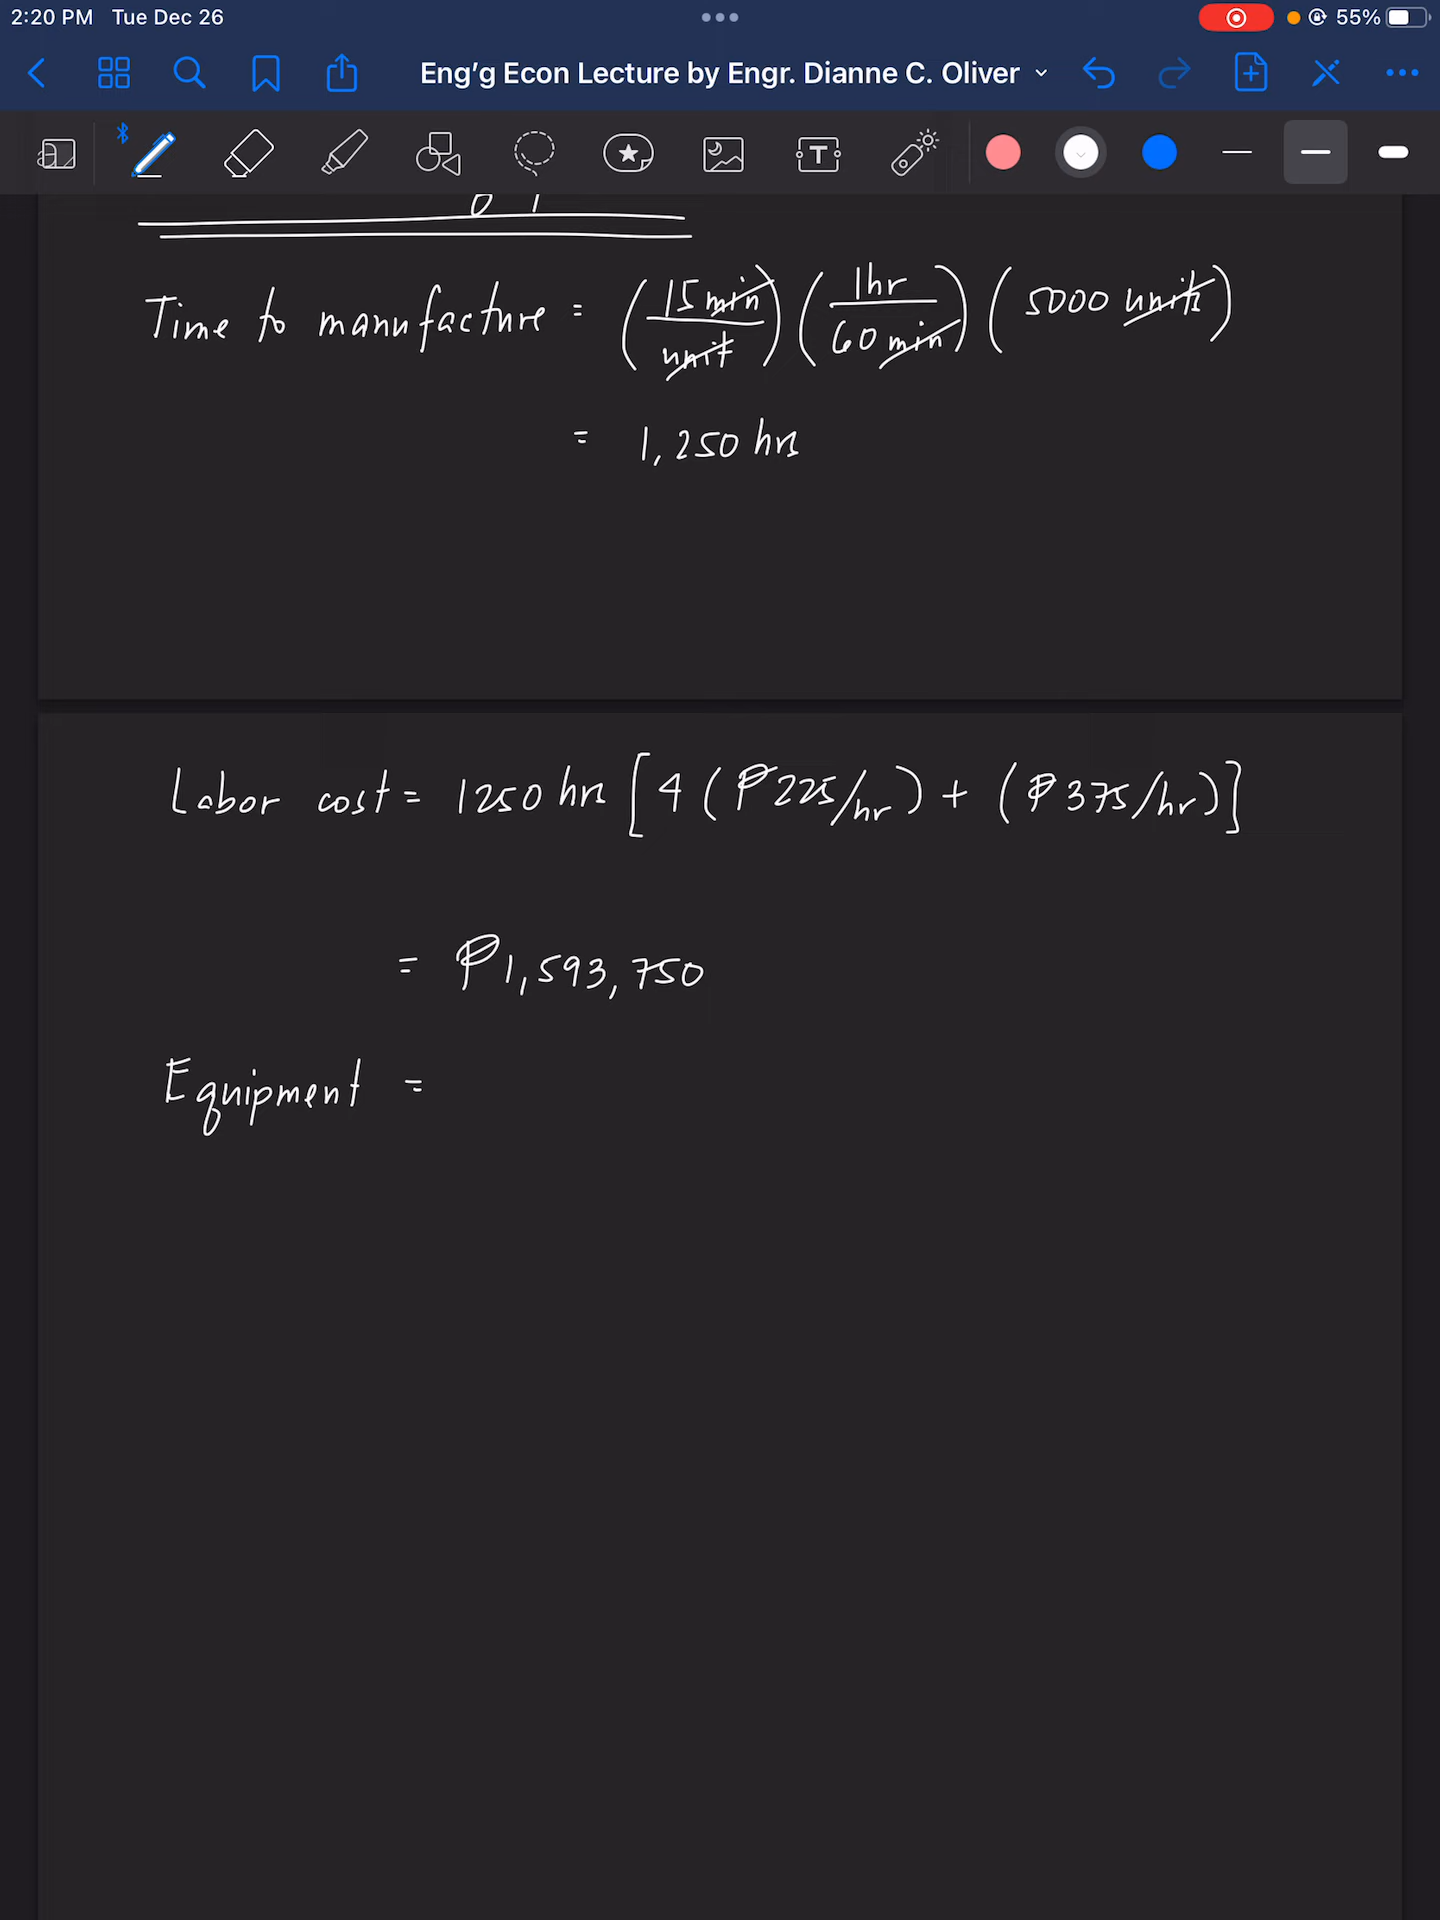 2:20 PM Tue Dec 26
55%
Eng'g Econ Lecture by Engr. Dianne C. Oliver
Time to manufacture = (15 min/unit) (1hr/60 min) (5000 units)
= 1,250 hrs
Labor cost = 1250 hrs [4 (₱225/hr) + (₱375/hr)]
= ₱1,593,750
Equipment =